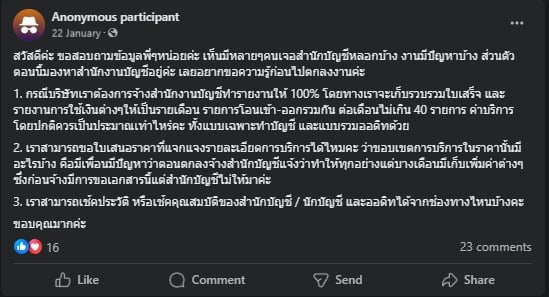 Anonymous participant
22 January ·
สวัสดีค่ะ ขอสอบถามข้อมูลพี่ๆหน่อยค่ะ เห็นมีหลายๆคนเจอสำนักบัญชีหลอกบ้าง งานมีปัญหาบ้าง ส่วนตัว
ตอนนี้มองหาสำนักงานบัญชีอยู่ค่ะ เลยอยากขอความรู้ก่อนไปตกลงงานค่ะ
1. กรณีบริษัทเราต้องการจ้างสำนักงานบัญชีทำรายงานให้ 100% โดยทางเราจะเก็บรวบรวมใบเสร็จ และ
รายงานการใช้เงินต่างๆให้เป็นรายเดือน รายการโอนเข้า-ออกรวมกัน ต่อเดือนไม่เกิน 40 รายการ ค่าบริการ
โดยปกติควรเป็นประมาณเท่าไหร่คะ ทั้งแบบเฉพาะทำบัญชี และแบบรวมออดิทด้วย
2. เราสามารถขอใบเสนอราคาที่แจกแจงรายละเอียดการบริการได้ไหมคะ ว่าขอบเขตการบริการในราคานั้นมี
อะไรบ้าง คือมีเพื่อนมีปัญหาว่าตอนตกลงจ้างสำนักบัญชีแจ้งว่าทำให้ทุกอย่างแต่บางเดือนมีเก็บเพิ่มค่าต่างๆ
ซึ่งก่อนจ้างมีการขอเอกสารนี้แต่สำนักบัญชีไม่ให้มาค่ะ
3. เราสามารถเช็คประวัติ หรือเช็คคุณสมบัติของสำนักบัญชี / นักบัญชี และออดิทได้จากช่องทางไหนบ้างคะ
ขอบคุณมากค่ะ
16
23 comments
Like
Comment
Send
Share